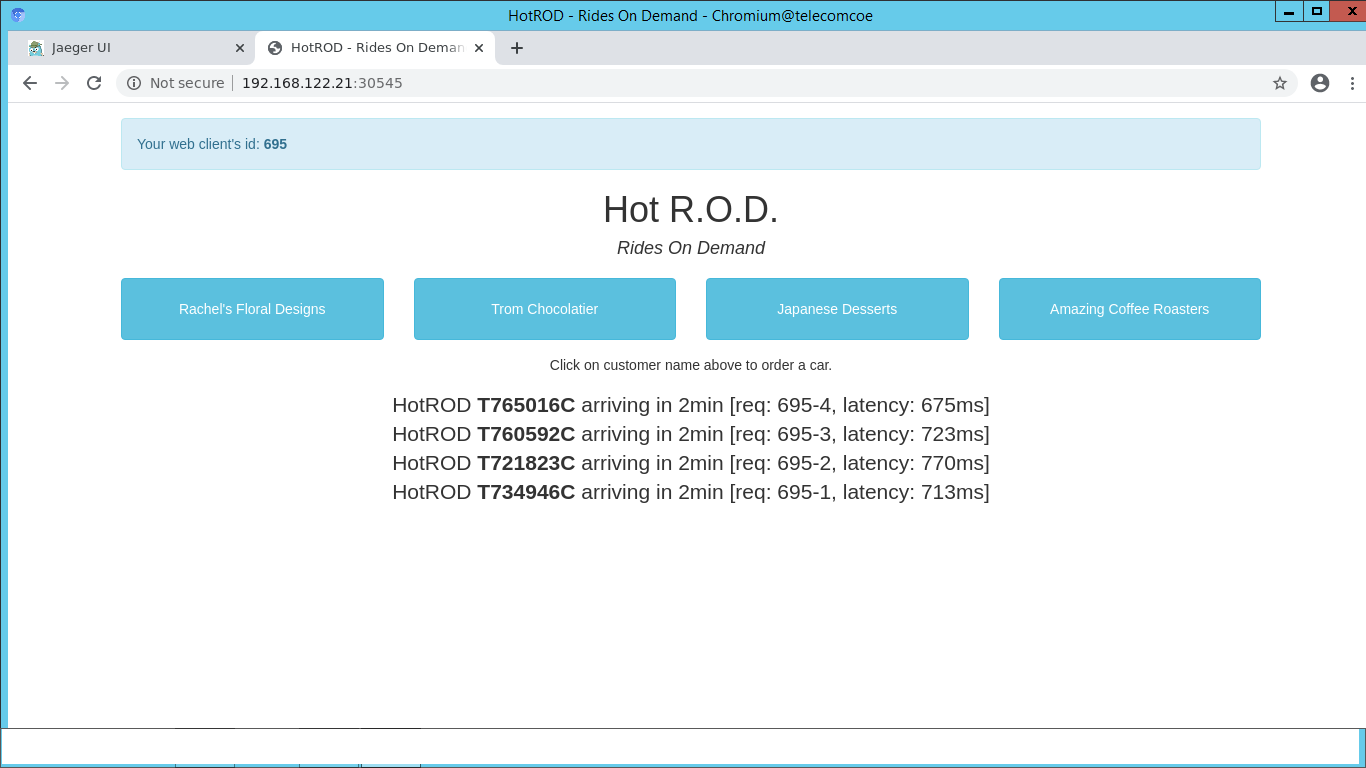 HotROD - Rides On Demand - Chromium@telecomcoe
Jaeger UI
HotROD - Rides On Deman
Not secure
192.168.122.21:30545
Your web client's id: 695
Hot R.O.D.
Rides On Demand
Rachel's Floral Designs
Trom Chocolatier
Japanese Desserts
Amazing Coffee Roasters
Click on customer name above to order a car.
HotROD T765016C arriving in 2min [req: 695-4, latency: 675ms]
HotROD T760592C arriving in 2min [req: 695-3, latency: 723ms]
HotROD T721823C arriving in 2min [req: 695-2, latency: 770ms]
HotROD T734946C arriving in 2min [req: 695-1, latency: 713ms]